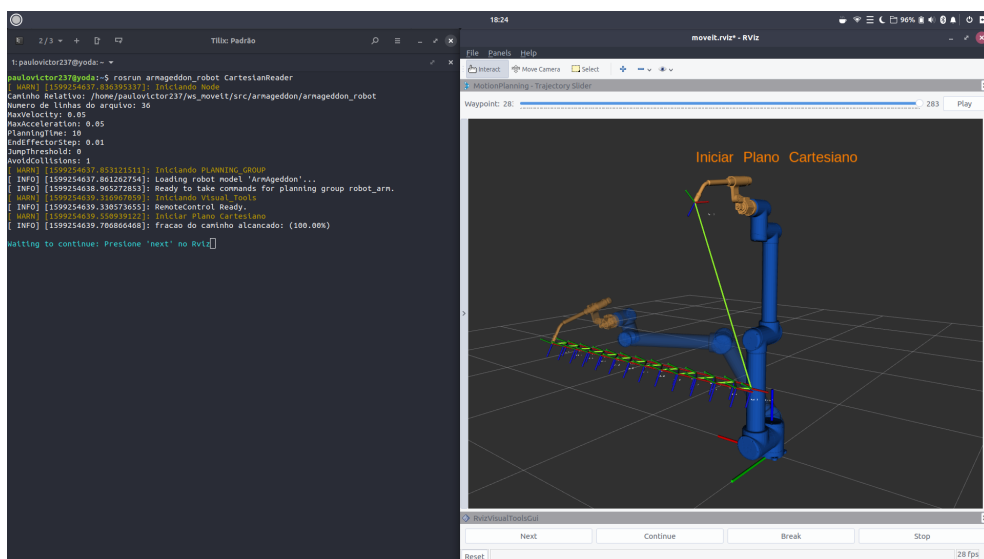 18:24
96%
2/3
Tilix: Padrão
1: paulovictor237@yoda:~
paulovictor237@yoda:~$ rosrun armageddon_robot CartesianReader
[ WARN] [1599254637.836395337]: Iniciando Node
Caminho Relativo: /home/paulovictor237/ws_moveit/src/armageddon/armageddon_robot
Numero de linhas do arquivo: 36
MaxVelocity: 0.05
MaxAcceleration: 0.05
PlanningTime: 10
EndEffectorStep: 0.01
JumpThreshold: 0
AvoidCollisions: 1
[ WARN] [1599254637.853121511]: Iniciando PLANNING_GROUP
[ INFO] [1599254637.861262754]: Loading robot model 'ArmAgeddon'...
[ INFO] [1599254638.965272853]: Ready to take commands for planning group robot_arm.
[ WARN] [1599254639.316967059]: Iniciando Visual_Tools
[ INFO] [1599254639.330573655]: RemoteControl Ready.
[ WARN] [1599254639.550939122]: Iniciar Plano Cartesiano
[ INFO] [1599254639.706866468]: fracao do caminho alcancado: (100.00%)
Waiting to continue: Presione 'next' no Rviz
moveit.rviz* - RViz
File Panels Help
Interact Move Camera Select
MotionPlanning - Trajectory Slider
Waypoint: 28: 283 Play
Iniciar Plano Cartesiano
RvizVisualToolsGui
Next Continue Break Stop
Reset 28 fps